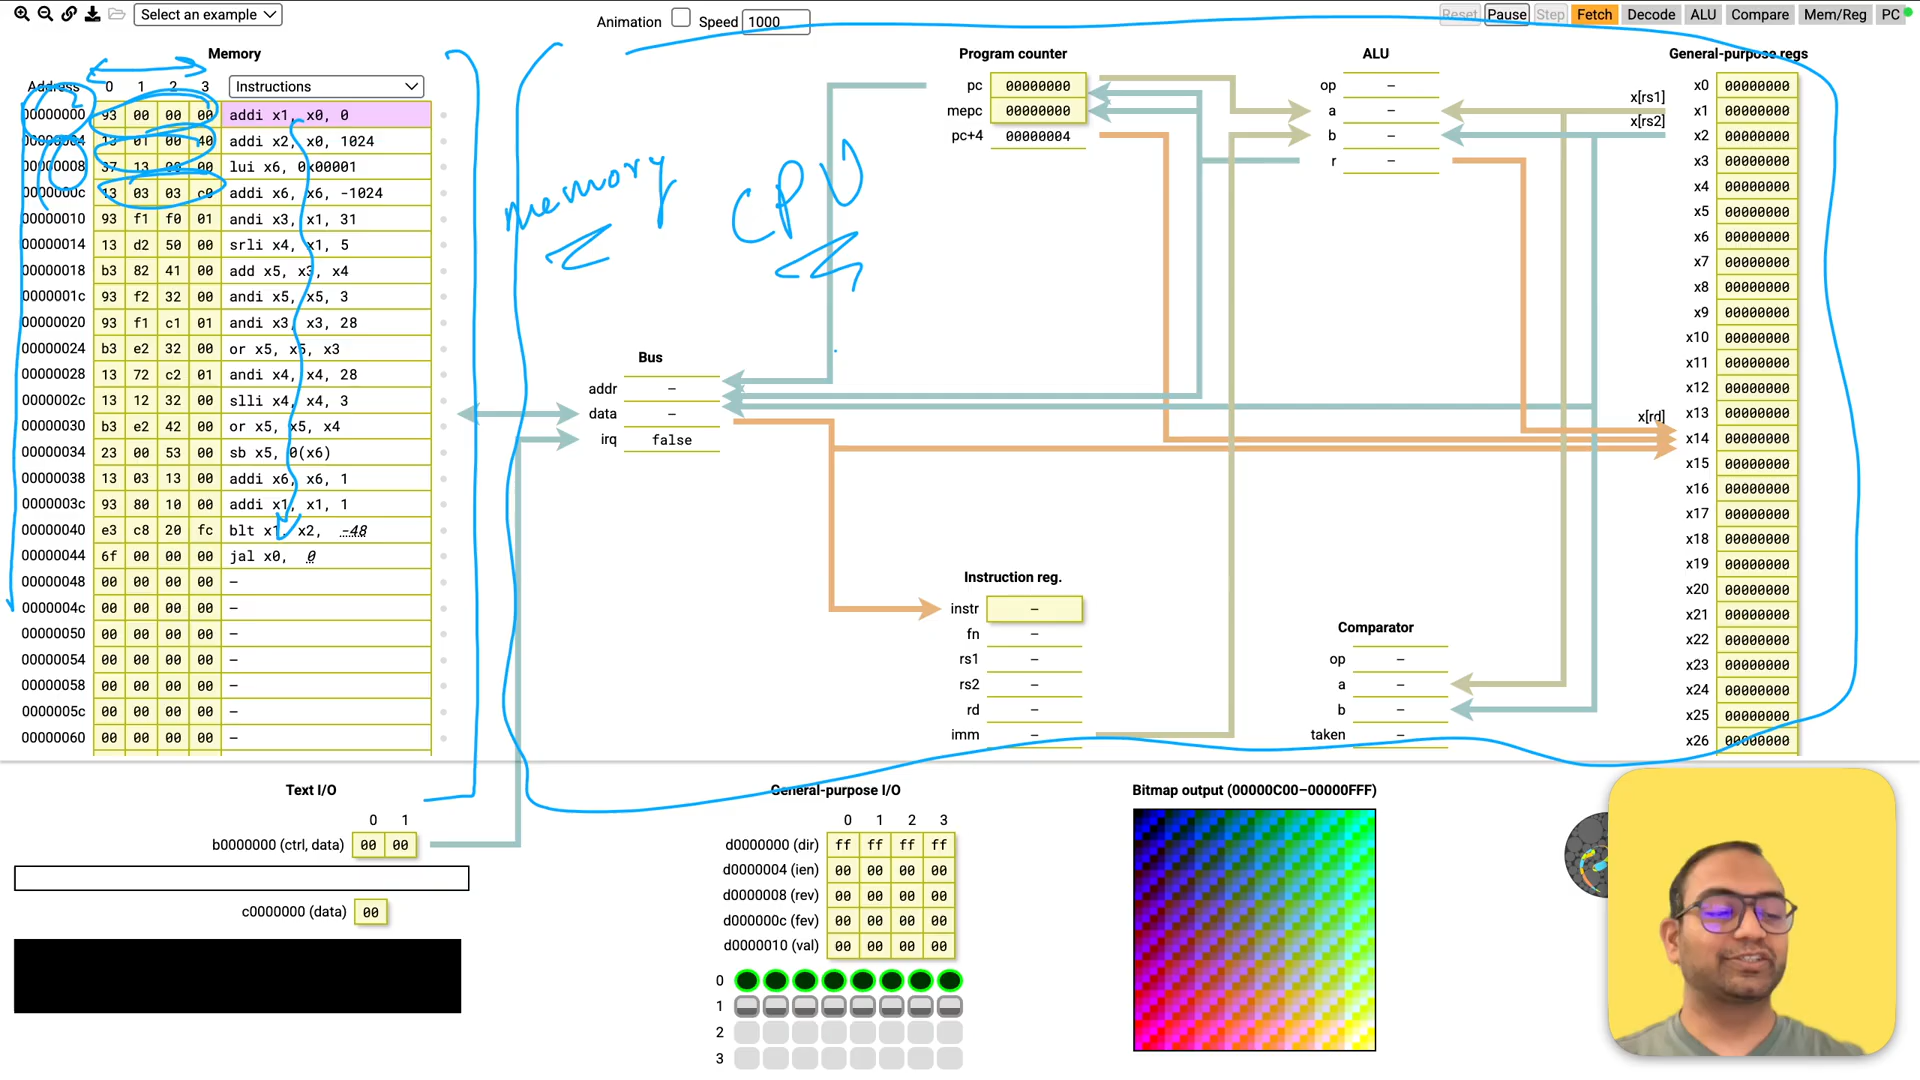 Select an example
Animation Speed 1000
Reset Pause Step Fetch Decode ALU Compare Mem/Reg PC
Memory
Address 0 1 2 3 Instructions
00000000 93 00 00 00 addi x1, x0, 0
00000004 13 01 00 40 addi x2, x0, 1024
00000008 37 13 00 00 lui x6, 0x00001
0000000c 13 03 03 c0 addi x6, x6, -1024
00000010 93 f1 f0 01 andi x3, x1, 31
00000014 13 d2 50 00 srli x4, x1, 5
00000018 b3 82 41 00 add x5, x3, x4
0000001c 93 f2 32 00 andi x5, x5, 3
00000020 93 f1 c1 01 andi x3, x3, 28
00000024 b3 e2 32 00 or x5, x5, x3
00000028 13 72 c2 01 andi x4, x4, 28
0000002c 13 12 32 00 slli x4, x4, 3
00000030 b3 e2 42 00 or x5, x5, x4
00000034 23 00 53 00 sb x5, 0(x6)
00000038 13 03 13 00 addi x6, x6, 1
0000003c 93 80 10 00 addi x1, x1, 1
00000040 e3 c8 20 fc blt x1, x2, -48
00000044 6f 00 00 00 jal x0, 0
00000048 00 00 00 00 –
0000004c 00 00 00 00 –
00000050 00 00 00 00 –
00000054 00 00 00 00 –
00000058 00 00 00 00 –
0000005c 00 00 00 00 –
00000060 00 00 00 00 –
memory
CPU
Program counter
pc 00000000
mepc 00000000
pc+4 00000004
ALU
op –
a –
b –
r –
x[rs1]
x[rs2]
x[rd]
Bus
addr –
data –
irq false
Instruction reg.
instr –
fn –
rs1 –
rs2 –
rd –
imm –
Comparator
op –
a –
b –
taken –
General-purpose regs
x0 00000000
x1 00000000
x2 00000000
x3 00000000
x4 00000000
x5 00000000
x6 00000000
x7 00000000
x8 00000000
x9 00000000
x10 00000000
x11 00000000
x12 00000000
x13 00000000
x14 00000000
x15 00000000
x16 00000000
x17 00000000
x18 00000000
x19 00000000
x20 00000000
x21 00000000
x22 00000000
x23 00000000
x24 00000000
x25 00000000
x26 00000000
Text I/O
0 1
b0000000 (ctrl, data) 00 00
c0000000 (data) 00
General-purpose I/O
0 1 2 3
d0000000 (dir) ff ff ff ff
d0000004 (ien) 00 00 00 00
d0000008 (rev) 00 00 00 00
d000000c (fev) 00 00 00 00
d0000010 (val) 00 00 00 00
0
1
2
3
Bitmap output (00000C00–00000FFF)